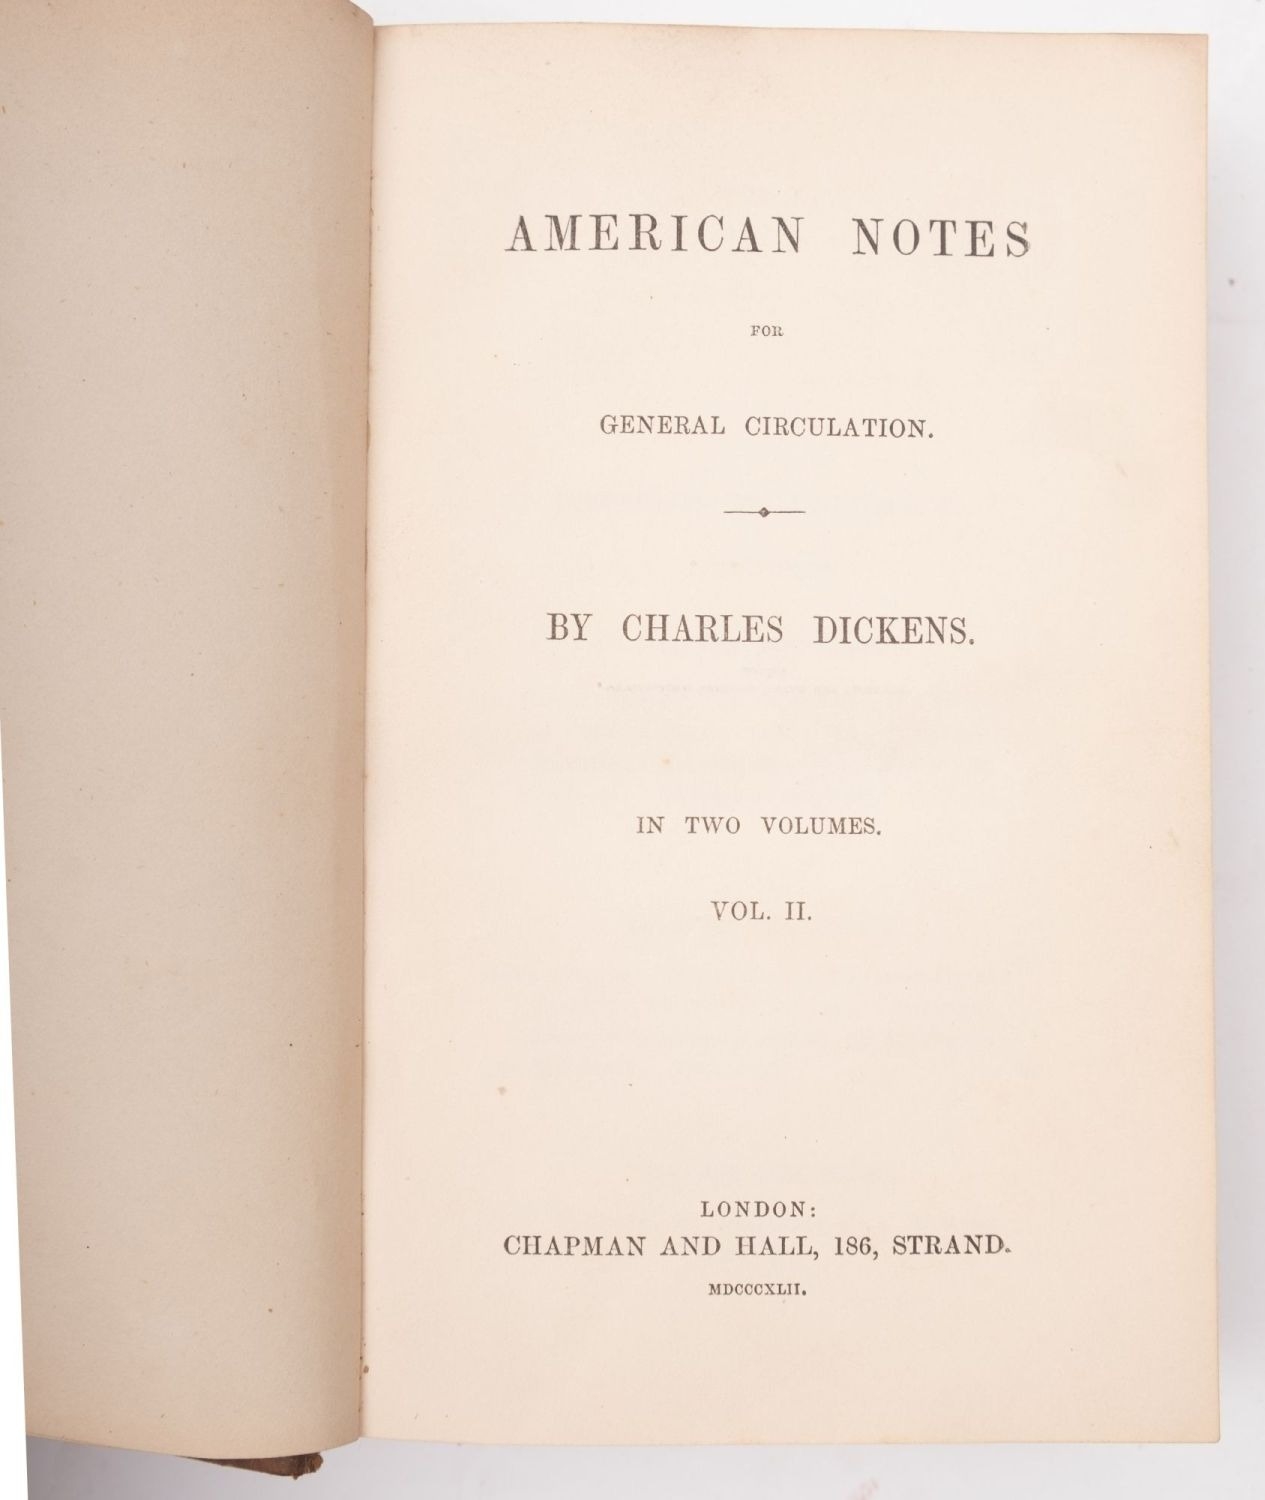 AMERICAN NOTES
FOR
GENERAL CIRCULATION.
BY CHARLES DICKENS.
IN TWO VOLUMES.
VOL. II.
LONDON:
CHAPMAN AND HALL, 186, STRAND.
MDCCCXLII.